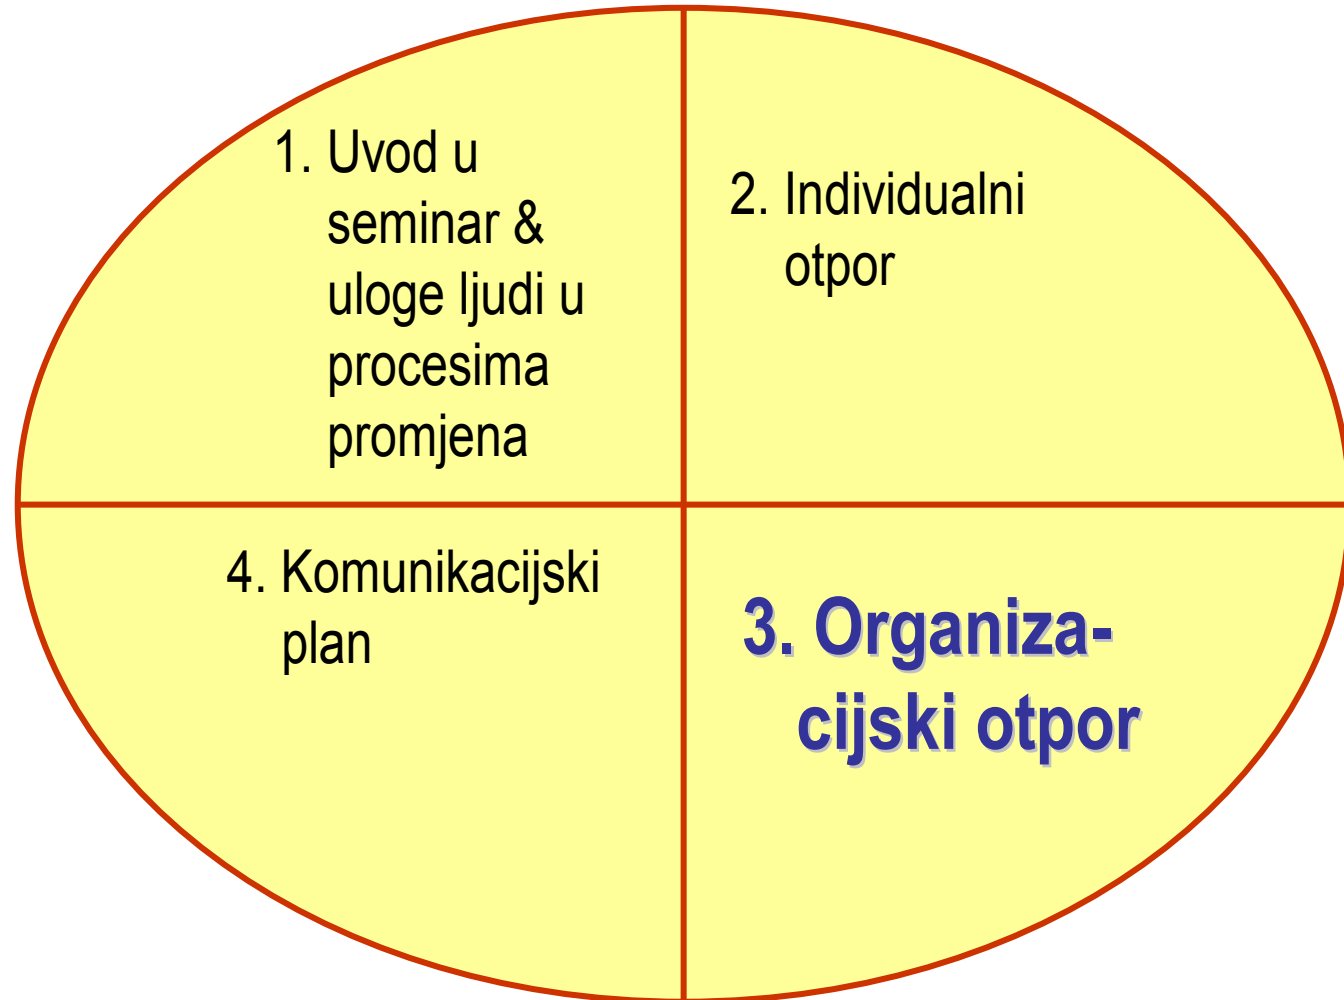 1. Uvod u
seminar &
uloge ljudi u
procesima
promjena
2. Individualni
otpor
3. Organiza-
cijski otpor
4. Komunikacijski
plan